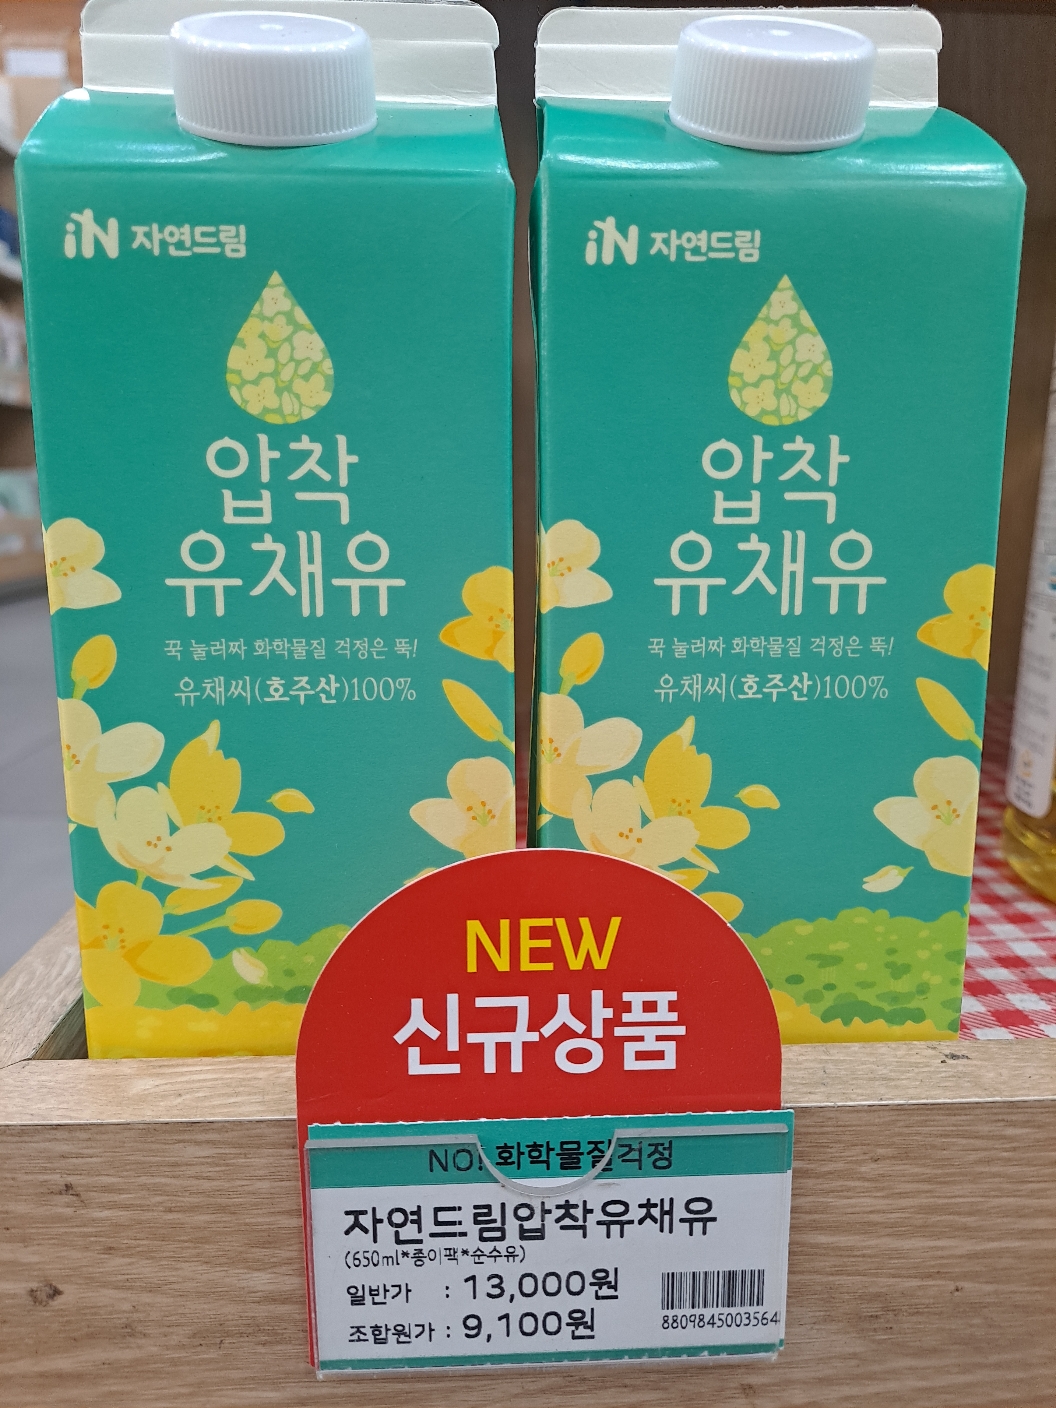 iN 자연드림
압착
유채유
꾹 눌러짜 화학물질 걱정은 뚝!
유채씨(호주산)100%
iN 자연드림
압착
유채유
꾹 눌러짜 화학물질 걱정은 뚝!
유채씨(호주산)100%
NEW
신규상품
NO! 화학물질걱정
자연드림압착유채유
(650ml*종이팩*순수유)
일반가 : 13,000원
조합원가 : 9,100원
8809845003564